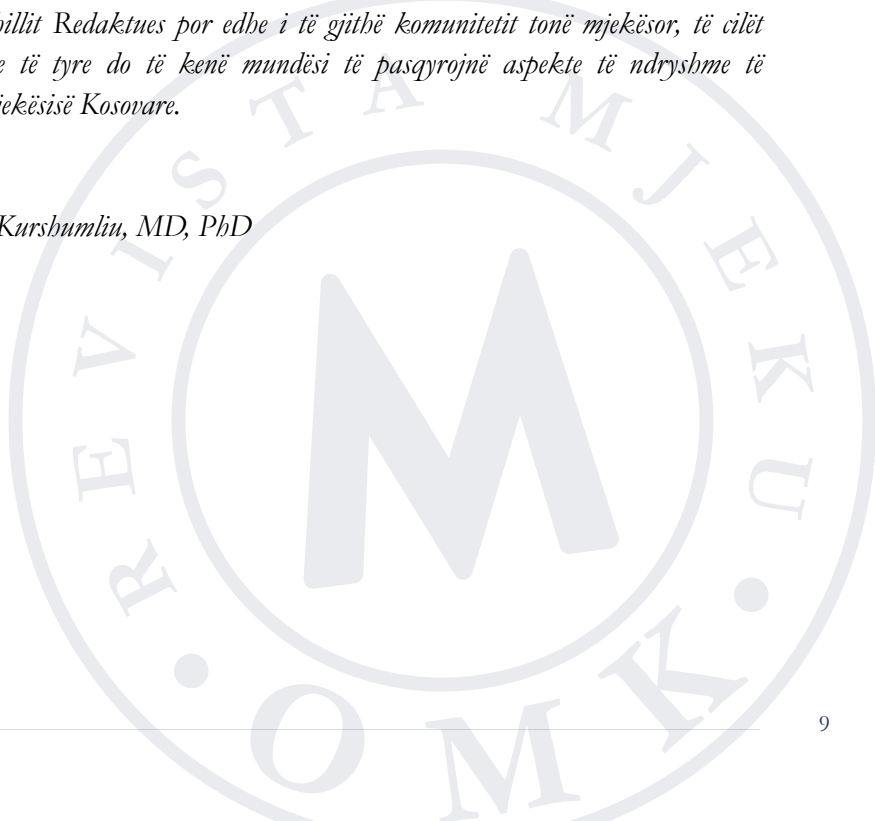 hillit Redaktues por edhe i të gjithë komunitetit tonë mjekësor, të cilët
e të tyre do të kenë mundësi të pasqyrojnë aspekte të ndryshme të
jekësisë Kosovare.
Kurshumliu, MD, PhD
REVISTA MJEKU
M
OMK
9